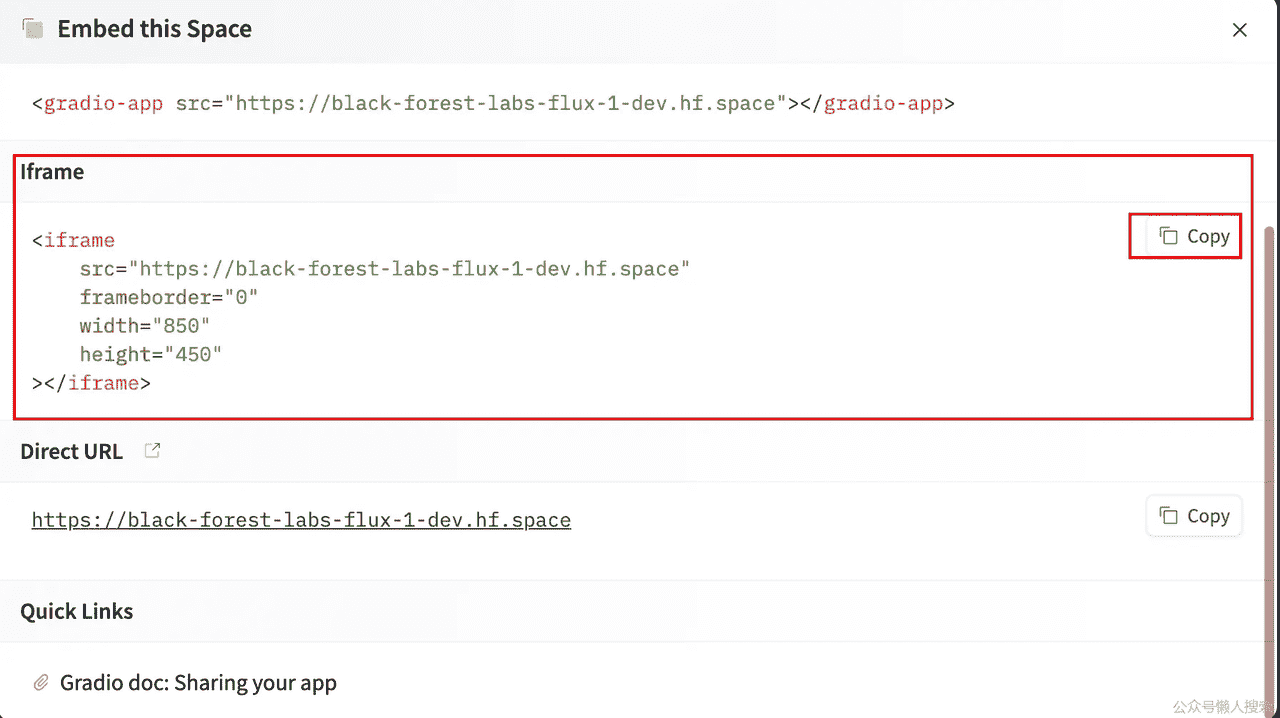 Embed this Space
<gradio-app src="https://black-forest-labs-flux-1-dev.hf.space"></gradio-app>
Iframe
<iframe
Copy
src="https://black-forest-labs-flux-1-dev.hf.space"
frameborder="0"
width="850"
height="450"
></iframe>
Direct URL
https://black-forest-labs-flux-1-dev.hf.space
Copy
Quick Links
Gradio doc: Sharing your app
公众号懒人搜索